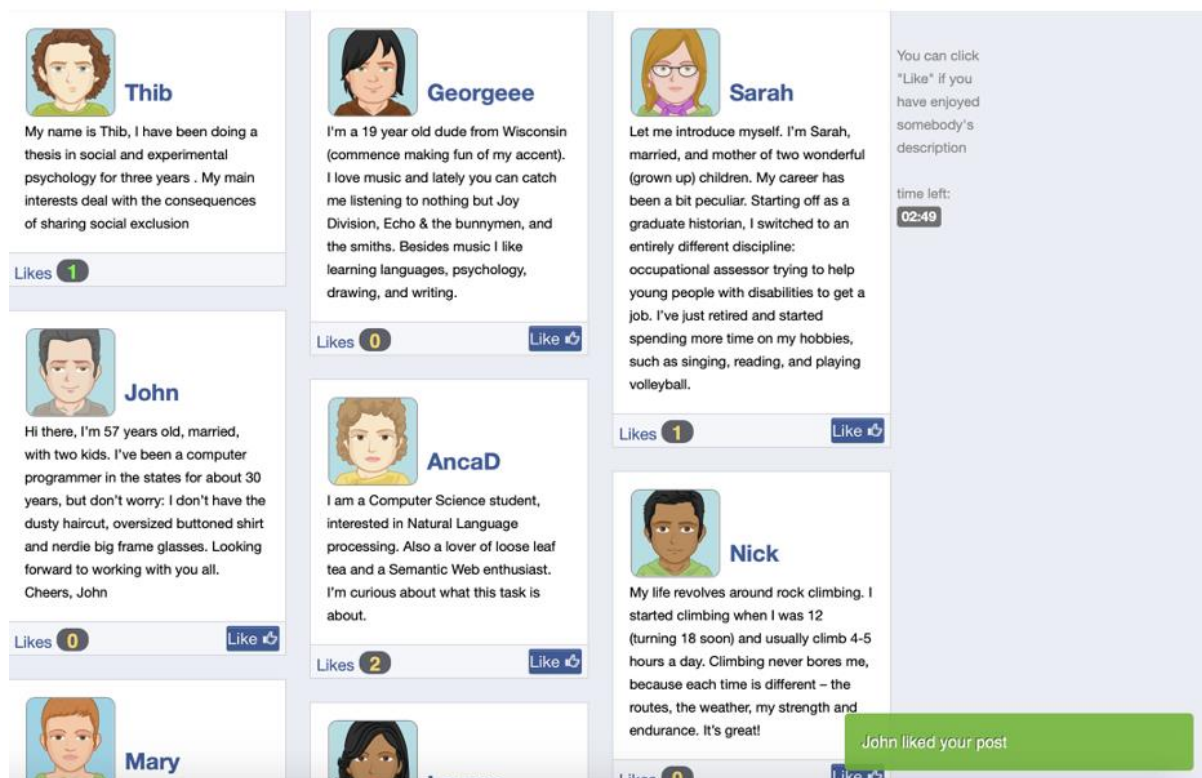 Thib
My name is Thib, I have been doing a
thesis in social and experimental
psychology for three years . My main
interests deal with the consequences
of sharing social exclusion
Likes 1
John
Hi there, I'm 57 years old, married,
with two kids. I've been a computer
programmer in the states for about 30
years, but don't worry: I don't have the
dusty haircut, oversized buttoned shirt
and nerdie big frame glasses. Looking
forward to working with you all.
Cheers, John
Likes 0 Like
Mary
Georgeee
I'm a 19 year old dude from Wisconsin
(commence making fun of my accent).
I love music and lately you can catch
me listening to nothing but Joy
Division, Echo & the bunnymen, and
the smiths. Besides music I like
learning languages, psychology,
drawing, and writing.
Likes 0 Like
AncaD
I am a Computer Science student,
interested in Natural Language
processing. Also a lover of loose leaf
tea and a Semantic Web enthusiast.
I'm curious about what this task is
about.
Likes 2 Like
Sarah
Let me introduce myself. I'm Sarah,
married, and mother of two wonderful
(grown up) children. My career has
been a bit peculiar. Starting off as a
graduate historian, I switched to an
entirely different discipline:
occupational assessor trying to help
young people with disabilities to get a
job. I've just retired and started
spending more time on my hobbies,
such as singing, reading, and playing
volleyball.
Likes 1 Like
Nick
My life revolves around rock climbing. I
started climbing when I was 12
(turning 18 soon) and usually climb 4-5
hours a day. Climbing never bores me,
because each time is different – the
routes, the weather, my strength and
endurance. It's great!
Likes Like
You can click
"Like" if you
have enjoyed
somebody's
description
time left:
02:49
John liked your post